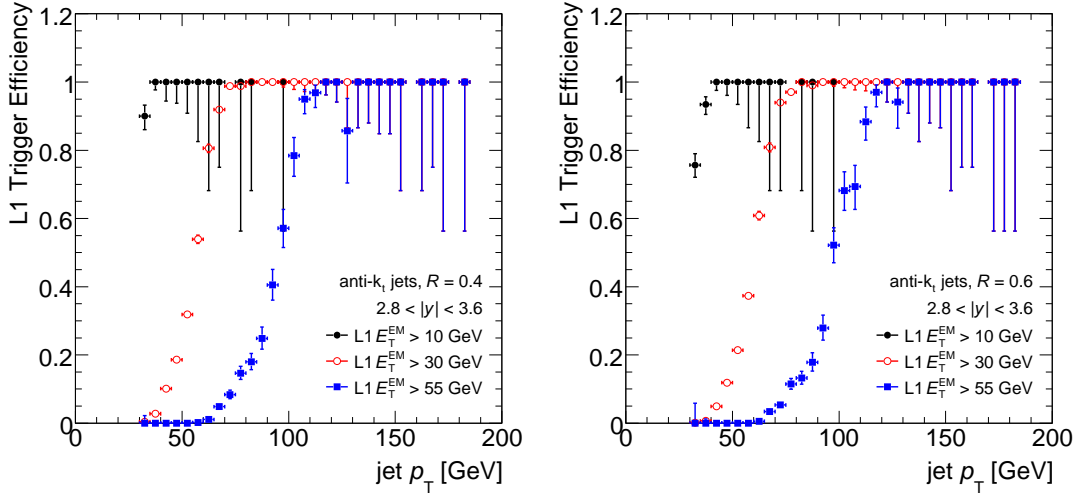 L1 Trigger Efficiency
1.2
1
0.8
0.6
0.4
0.2
0
anti-kt jets, R = 0.4
2.8 < |y| < 3.6
L1 E_T^EM > 10 GeV
L1 E_T^EM > 30 GeV
L1 E_T^EM > 55 GeV
0 50 100 150 200
jet p_T [GeV]
L1 Trigger Efficiency
1.2
1
0.8
0.6
0.4
0.2
0
anti-kt jets, R = 0.6
2.8 < |y| < 3.6
L1 E_T^EM > 10 GeV
L1 E_T^EM > 30 GeV
L1 E_T^EM > 55 GeV
0 50 100 150 200
jet p_T [GeV]